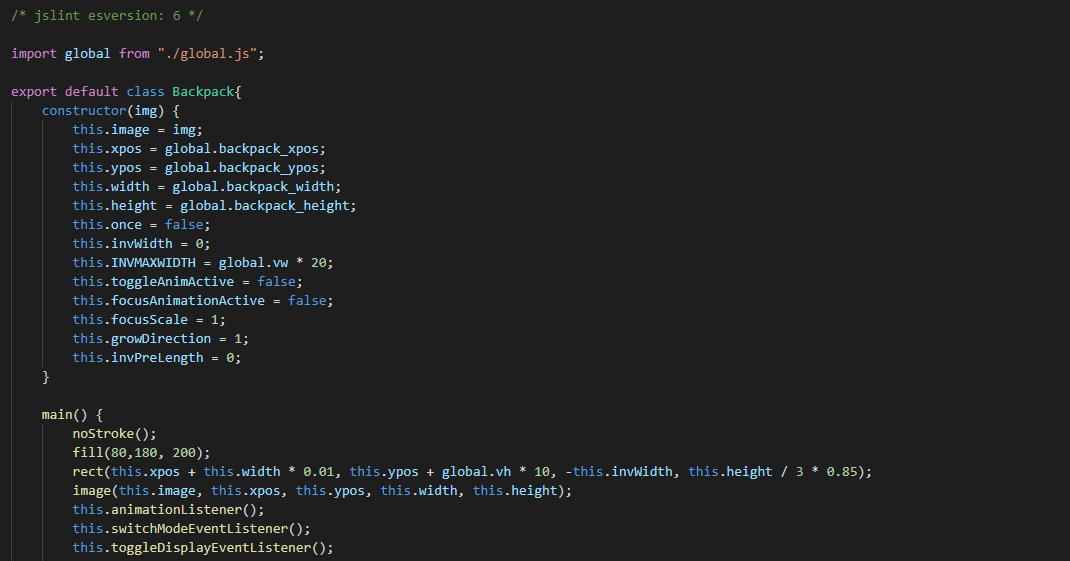 /* jslint esversion: 6 */
import global from "./global.js";
export default class Backpack{
constructor(img) {
this.image = img;
this.xpos = global.backpack_xpos;
this.ypos = global.backpack_ypos;
this.width = global.backpack_width;
this.height = global.backpack_height;
this.once = false;
this.invWidth = 0;
this.INVMAXWIDTH = global.vw * 20;
this.toggleAnimActive = false;
this.focusAnimationActive = false;
this.focusScale = 1;
this.growDirection = 1;
this.invPreLength = 0;
}
main() {
noStroke();
fill(80,180, 200);
rect(this.xpos + this.width * 0.01, this.ypos + global.vh * 10, -this.invWidth, this.height / 3 * 0.85);
image(this.image, this.xpos, this.ypos, this.width, this.height);
this.animationListener();
this.switchModeEventListener();
this.toggleDisplayEventListener();